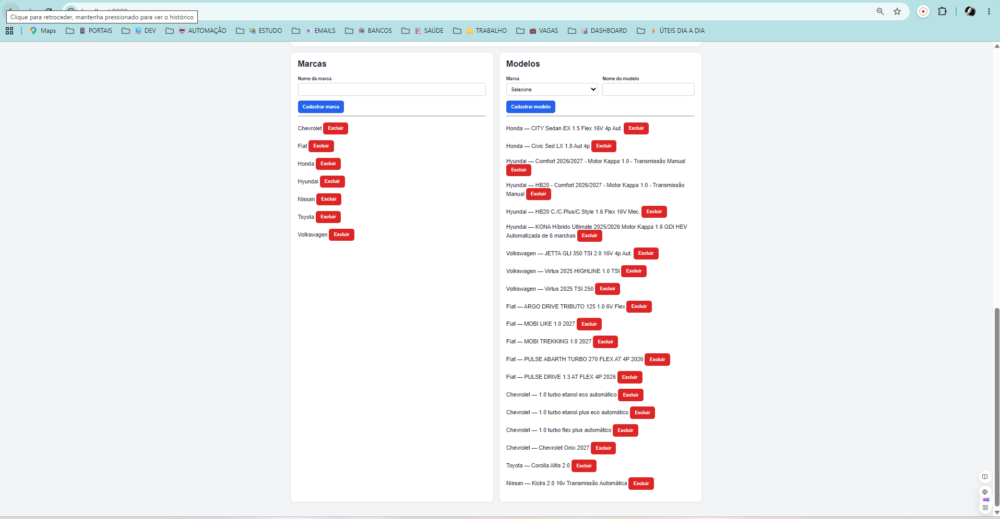 Clique para retroceder, mantenha pressionado para ver o histórico
Maps PORTAIS DEV AUTOMAÇÃO ESTUDO EMAILS BANCOS SAÚDE TRABALHO VAGAS DASHBOARD ÚTEIS DIA A DIA
Marcas
Nome da marca
Cadastrar marca
Chevrolet Excluir
Fiat Excluir
Honda Excluir
Hyundai Excluir
Nissan Excluir
Toyota Excluir
Volkswagen Excluir
Modelos
Marca Nome do modelo
Selecione
Cadastrar modelo
Honda — CITY Sedan EX 1.5 Flex 16V 4p Aut. Excluir
Honda — Civic Sed LX 1.8 Aut 4p Excluir
Hyundai — Comfort 2026/2027 - Motor Kappa 1.0 - Transmissão Manual
Excluir
Hyundai — HB20 - Comfort 2026/2027 - Motor Kappa 1.0 - Transmissão
Manual Excluir
Hyundai — HB20 C./C.Plus/C.Style 1.6 Flex 16V Mec. Excluir
Hyundai — KONA Híbrido Ultimate 2025/2026 Motor Kappa 1.6 GDI HEV
Automatizada de 6 marchas Excluir
Volkswagen — JETTA GLI 350 TSI 2.0 16V 4p Aut. Excluir
Volkswagen — Virtus 2025 HIGHLINE 1.0 TSI Excluir
Volkswagen — Virtus 2025 TSI 250 Excluir
Fiat — ARGO DRIVE TRIBUTO 125 1.0 6V Flex Excluir
Fiat — MOBI LIKE 1.0 2027 Excluir
Fiat — MOBI TREKKING 1.0 2027 Excluir
Fiat — PULSE ABARTH TURBO 270 FLEX AT 4P 2026 Excluir
Fiat — PULSE DRIVE 1.3 AT FLEX 4P 2026 Excluir
Chevrolet — 1.0 turbo etanol eco automático Excluir
Chevrolet — 1.0 turbo etanol plus eco automático Excluir
Chevrolet — 1.0 turbo flex plus automático Excluir
Chevrolet — Chevrolet Onix 2027 Excluir
Toyota — Corolla Altis 2.0 Excluir
Nissan — Kicks 2.0 16v Transmissão Automática Excluir